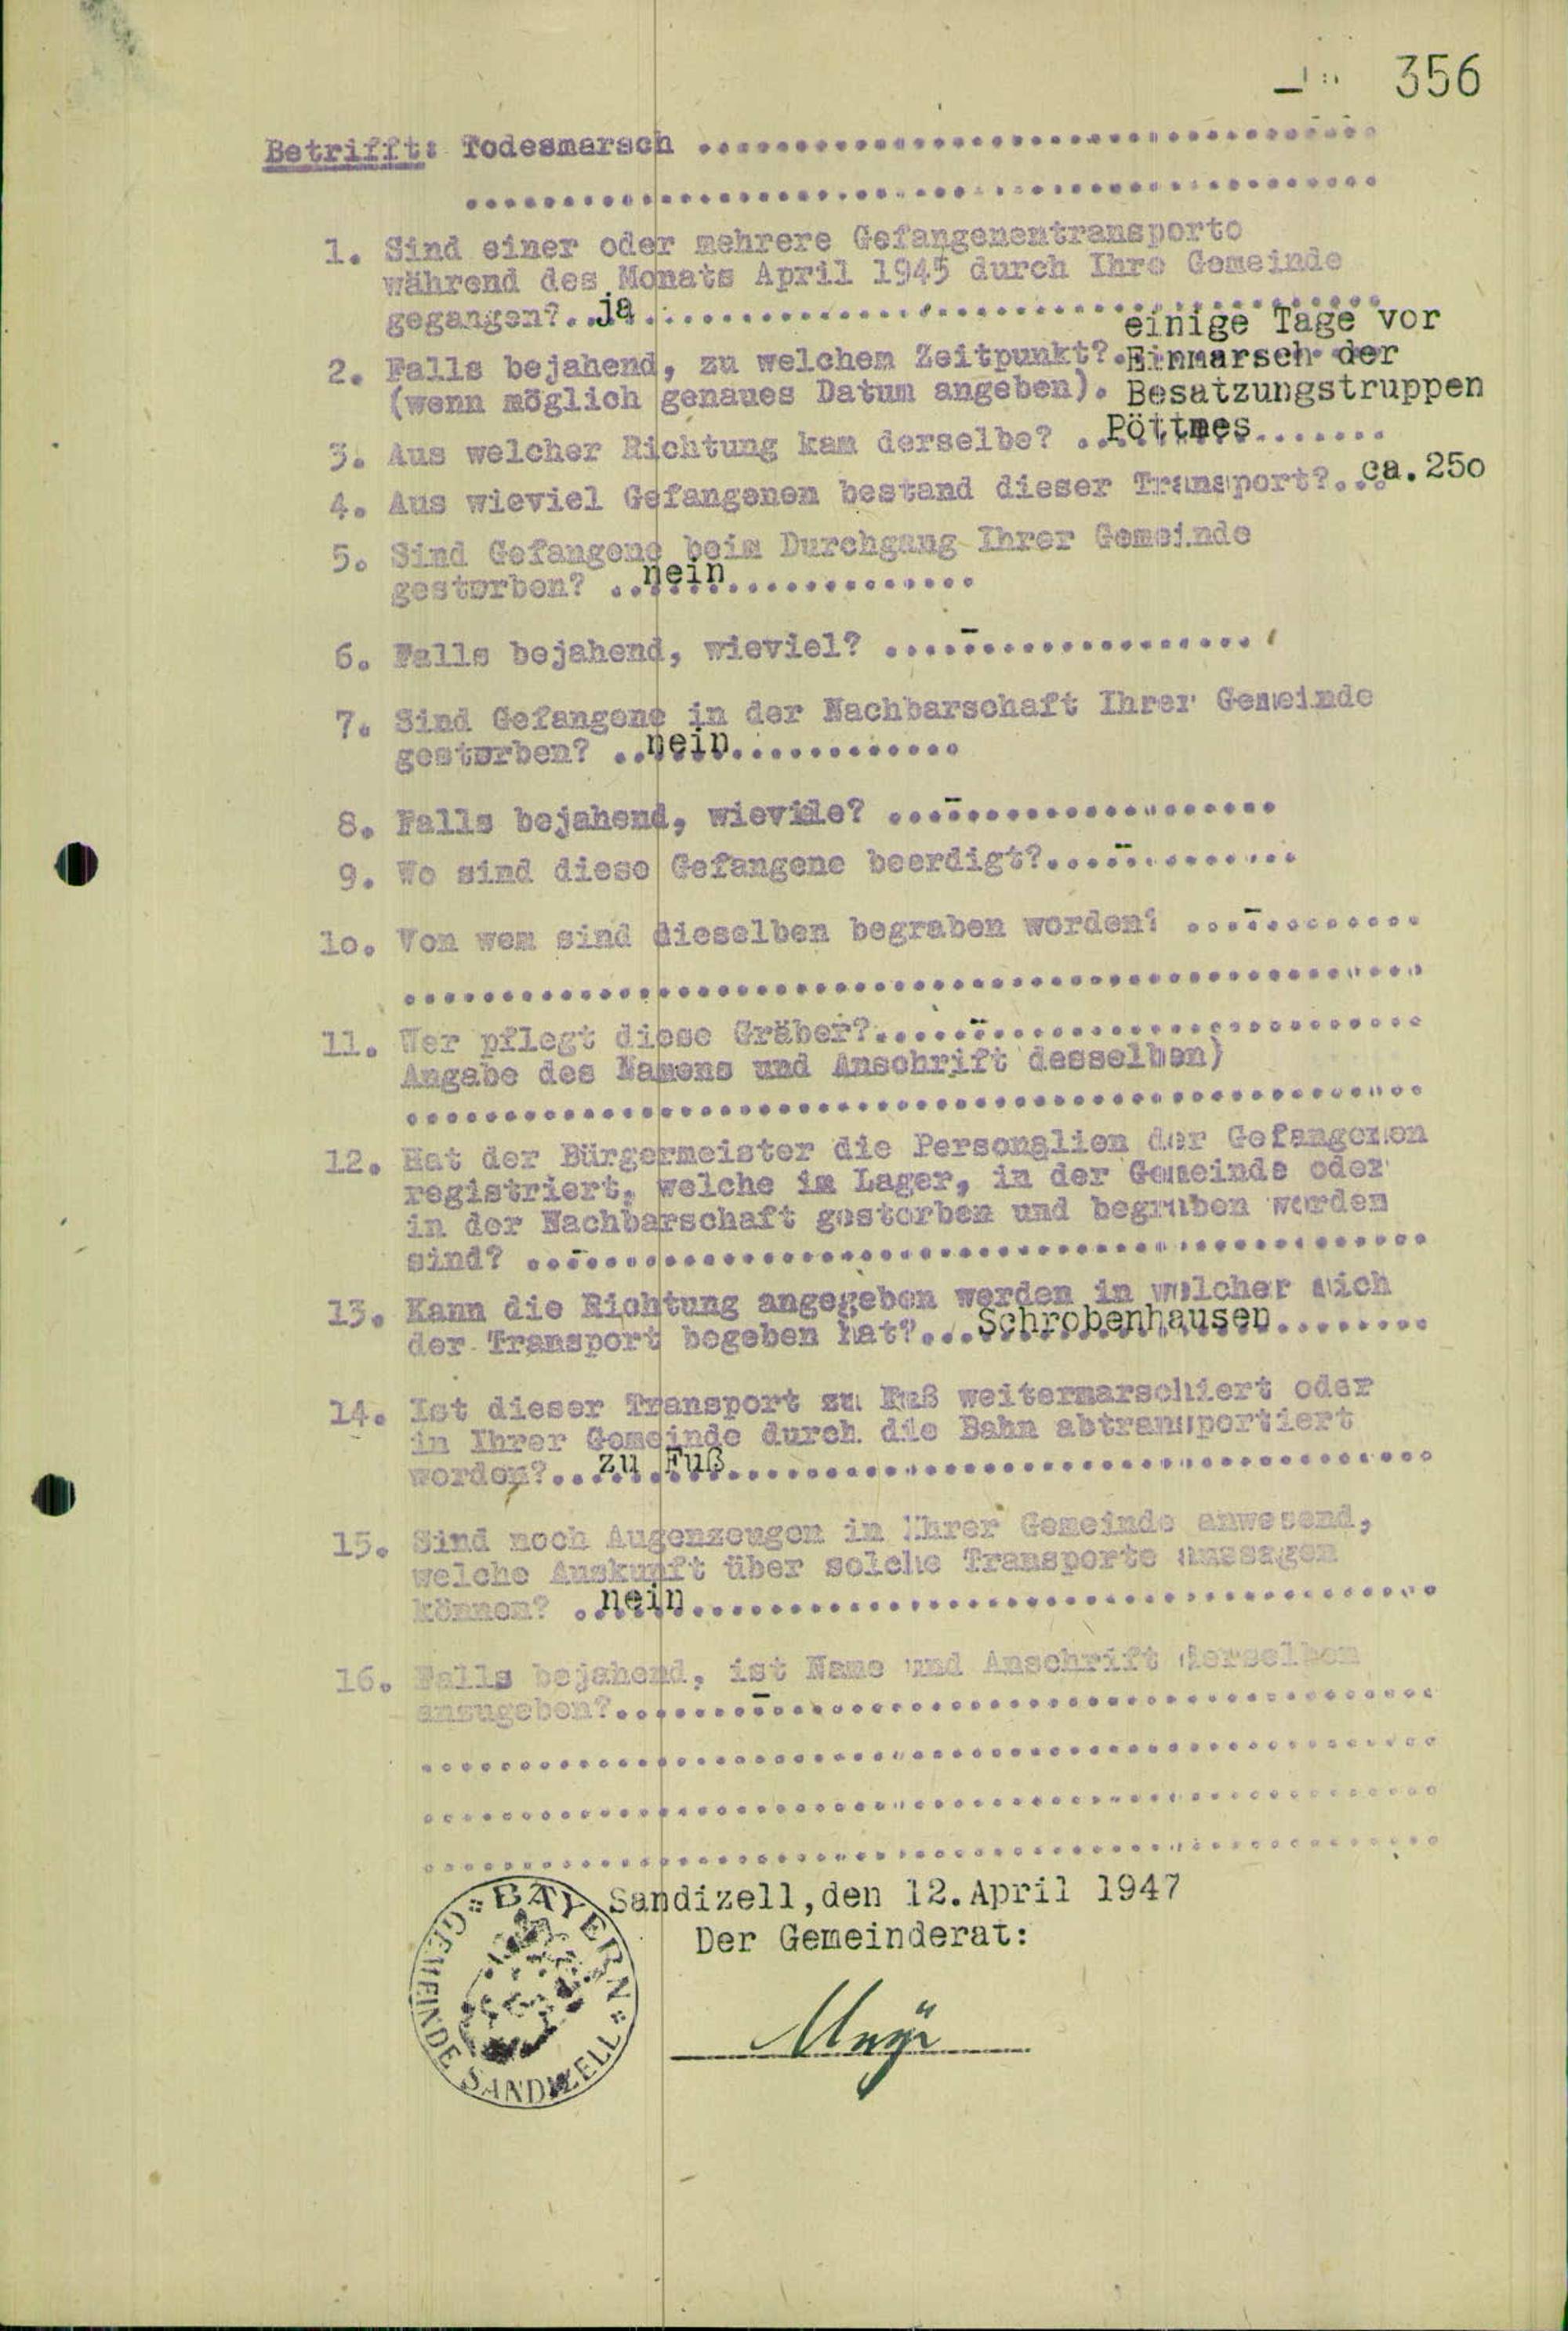 356
Betrifft: Todesmarsch ...................................
...............................................
1. Sind einer oder mehrere Gefangenentransporte
während des Monats April 1945 durch Ihre Gemeinde
gegangen?..ja......................................
einige Tage vor
2. Falls bejahend, zu welchem Zeitpunkt?.Einmarsch der
(wenn möglich genaues Datum angeben). Besatzungstruppen
3. Aus welcher Richtung kam derselbe? ..Pöttmes.......
4. Aus wieviel Gefangenen bestand dieser Transport?...ca.25o
5. Sind Gefangene beim Durchgang Ihrer Gemeinde
gestorben? ..nein.............
6. Falls bejahend, wieviel? ....-..............
7. Sind Gefangene in der Nachbarschaft Ihrer Gemeinde
gestorben? ..nein............
8. Falls bejahend, wieviele? ...-................
9. Wo sind diese Gefangene beerdigt?....-.........
1o. Von wem sind dieselben begraben worden? ...-........
.....................................................
11. Wer pflegt diese Gräber?.....-.......................
Angabe des Namens und Anschrift desselben)
.....................................................
12. Hat der Bürgermeister die Personalien der Gefangenen
registriert, welche im Lager, in der Gemeinde oder
in der Nachbarschaft gestorben und begraben worden
sind? ..-............................................
13. Kann die Richtung angegeben werden in welcher sich
der Transport begeben hat?...Schrobenhausen........
14. Ist dieser Transport zu Fuß weitermarschiert oder
in Ihrer Gemeinde durch die Bahn abtransportiert
worden?...zu Fuß.....................................
15. Sind noch Augenzeugen in Ihrer Gemeinde anwesend,
welche Auskunft über solche Transporte aussagen
können? .nein.......................................
16. Falls bejahend, ist Name und Anschrift derselben
anzugeben?.......-...................................
.....................................................
.....................................................
.....................................................
Sandizell,den 12.April 1947
Der Gemeinderat:
BAYERN
GEMEINDE SANDIZELL